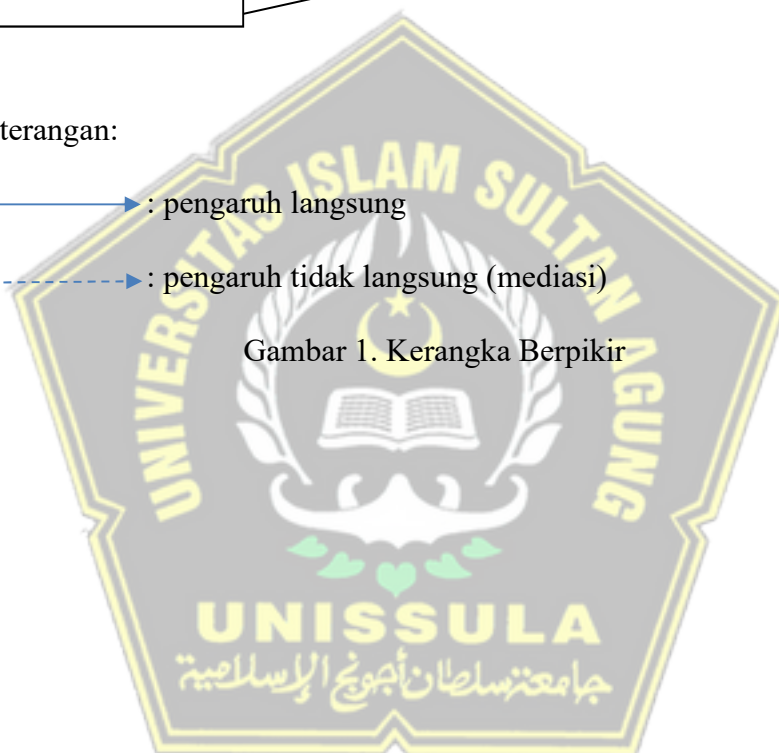 terangan:
: pengaruh langsung
: pengaruh tidak langsung (mediasi)
Gambar 1. Kerangka Berpikir
UNIVERSITAS ISLAM SULTAN AGUNG
UNISSULA
جامعة سلطان أجونج الإسلامية